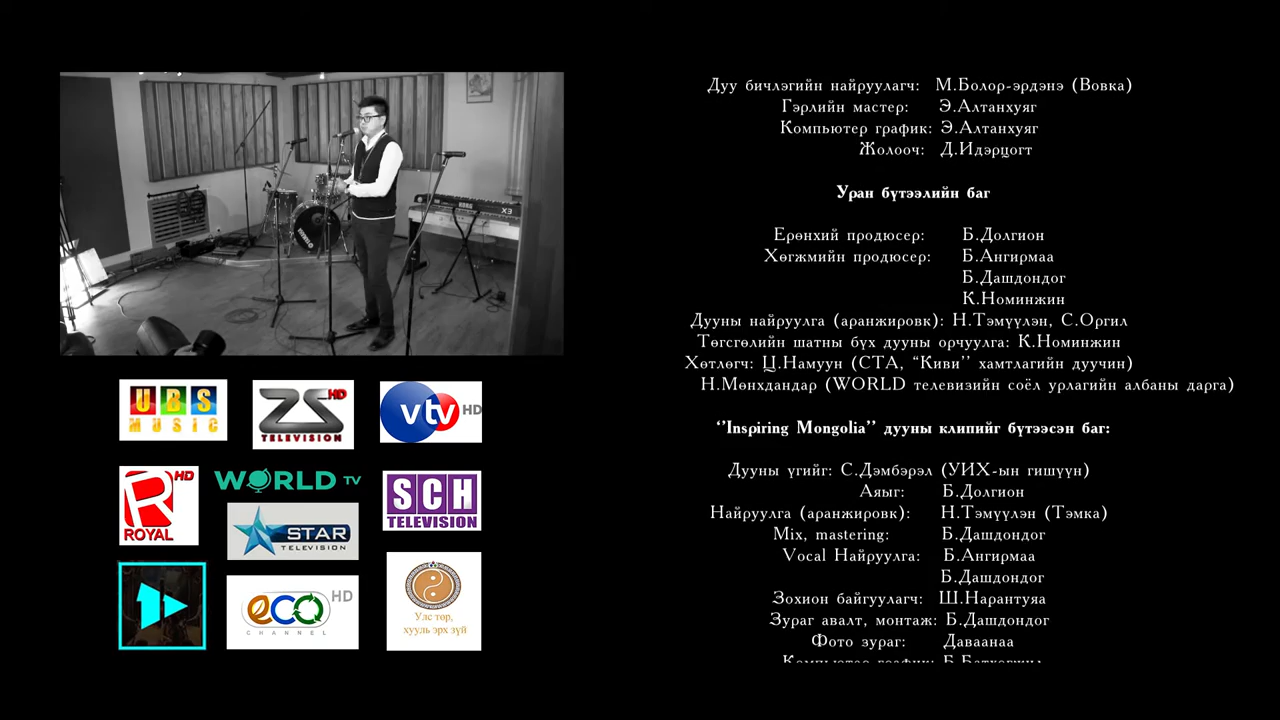 Дуу бичлэгийн найруулагч: М.Болор-эрдэнэ (Вовка)
Гэрлийн мастер: Э.Алтанхуяг
Компьютер график: Э.Алтанхуяг
Жолооч: Д.Идэрцогт
Уран бүтээлийн баг
Ерөнхий продюсер: Б.Долгион
Хөгжмийн продюсер: Б.Ангирмаа
Б.Дашдондог
К.Номинжин
Дууны найруулга (аранжировк): Н.Тэмүүлэн, С.Оргил
Төгсгөлийн шатны бүх дууны орчуулга: К.Номинжин
Хөтлөгч: Ц.Намуун (СТА, “Киви’’ хамтлагийн дуучин)
Н.Мөнхдандар (WORLD телевизийн соёл урлагийн албаны дарга)
‘’Inspiring Mongolia’’ дууны клипийг бүтээсэн баг:
Дууны үгийг: С.Дэмбэрэл (УИХ-ын гишүүн)
Аяыг: Б.Долгион
Найруулга (аранжировк): Н.Тэмүүлэн (Тэмка)
Mix, mastering: Б.Дашдондог
Vocal Найруулга: Б.Ангирмаа
Б.Дашдондог
Зохион байгуулагч: Ш.Нарантуяа
Зураг авалт, монтаж: Б.Дашдондог
Фото зураг: Даваанаа
X3
UBS
MUSIC
ZS HD
TELEVISION
vtv HD
R HD
ROYAL
WORLD TV
STAR
TELEVISION
SCH
TELEVISION
1
eco HD
CHANNEL
Улс төр,
хууль эрх зүй